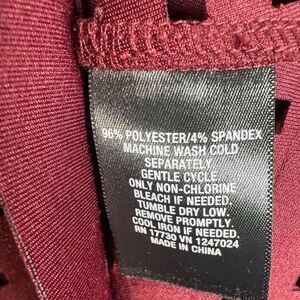 96% POLYESTER/4% SPANDEX
MACHINE WASH COLD
SEPARATELY.
GENTLE CYCLE.
ONLY NON-CHLORINE
BLEACH IF NEEDED.
TUMBLE DRY LOW.
REMOVE PROMPTLY.
COOL IRON IF NEEDED.
RN 17730 VN 1247024
MADE IN CHINA